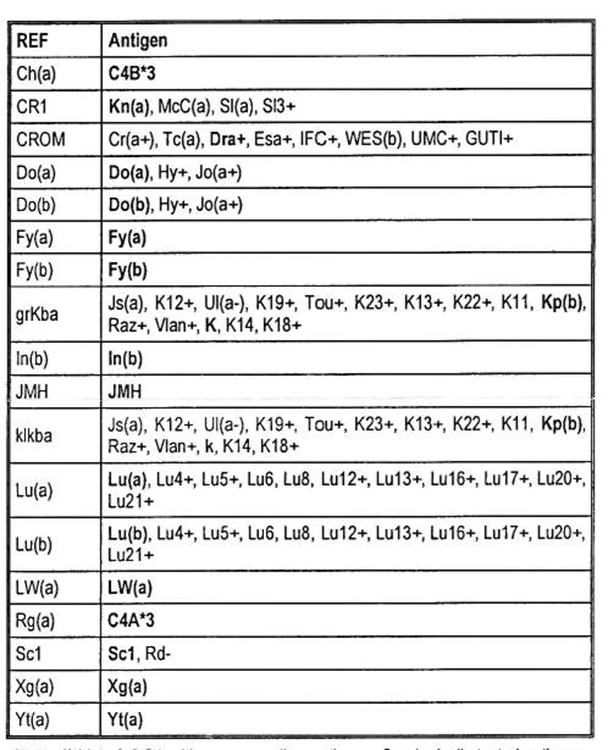 REF Antigen
Ch(a) C4B*3
CR1 Kn(a), McC(a), Sl(a), Sl3+
CROM Cr(a+), Tc(a), Dra+, Esa+, IFC+, WES(b), UMC+, GUTI+
Do(a) Do(a), Hy+, Jo(a+)
Do(b) Do(b), Hy+, Jo(a+)
Fy(a) Fy(a)
Fy(b) Fy(b)
grKba Js(a), K12+, Ul(a-), K19+, Tou+, K23+, K13+, K22+, K11, Kp(b),
Raz+, Vlan+, K, K14, K18+
In(b) In(b)
JMH JMH
klkba Js(a), K12+, Ul(a-), K19+, Tou+, K23+, K13+, K22+, K11, Kp(b),
Raz+, Vlan+, k, K14, K18+
Lu(a) Lu(a), Lu4+, Lu5+, Lu6, Lu8, Lu12+, Lu13+, Lu16+, Lu17+, Lu20+,
Lu21+
Lu(b) Lu(b), Lu4+, Lu5+, Lu6, Lu8, Lu12+, Lu13+, Lu16+, Lu17+, Lu20+,
Lu21+
LW(a) LW(a)
Rg(a) C4A*3
Sc1 Sc1, Rd-
Xg(a) Xg(a)
Yt(a) Yt(a)